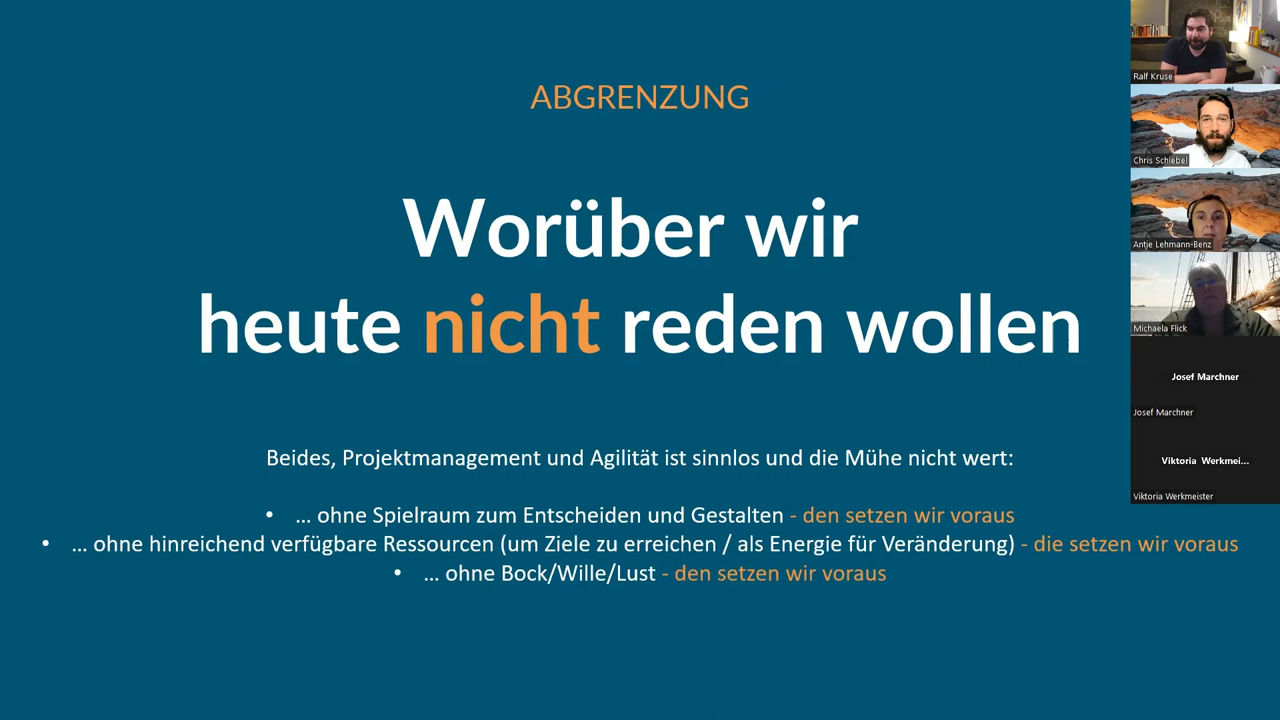 ABGRENZUNG
Worüber wir
heute nicht reden wollen
Beides, Projektmanagement und Agilität ist sinnlos und die Mühe nicht wert:
• ... ohne Spielraum zum Entscheiden und Gestalten - den setzen wir voraus
• ... ohne hinreichend verfügbare Ressourcen (um Ziele zu erreichen / als Energie für Veränderung) - die setzen wir voraus
• ... ohne Bock/Wille/Lust - den setzen wir voraus
Ralf Kruse
Chris Schiebel
Antje Lehmann-Benz
Michaela Flick
Josef Marchner
Josef Marchner
Viktoria Werkmei...
Viktoria Werkmeister